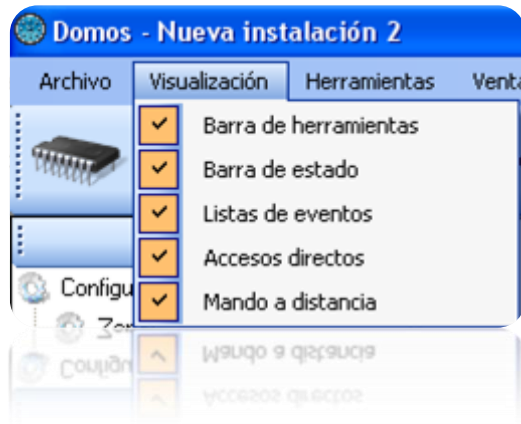 Domos - Nueva instalación 2
Archivo Visualización Herramientas
Barra de herramientas
Barra de estado
Listas de eventos
Accesos directos
Mando a distancia